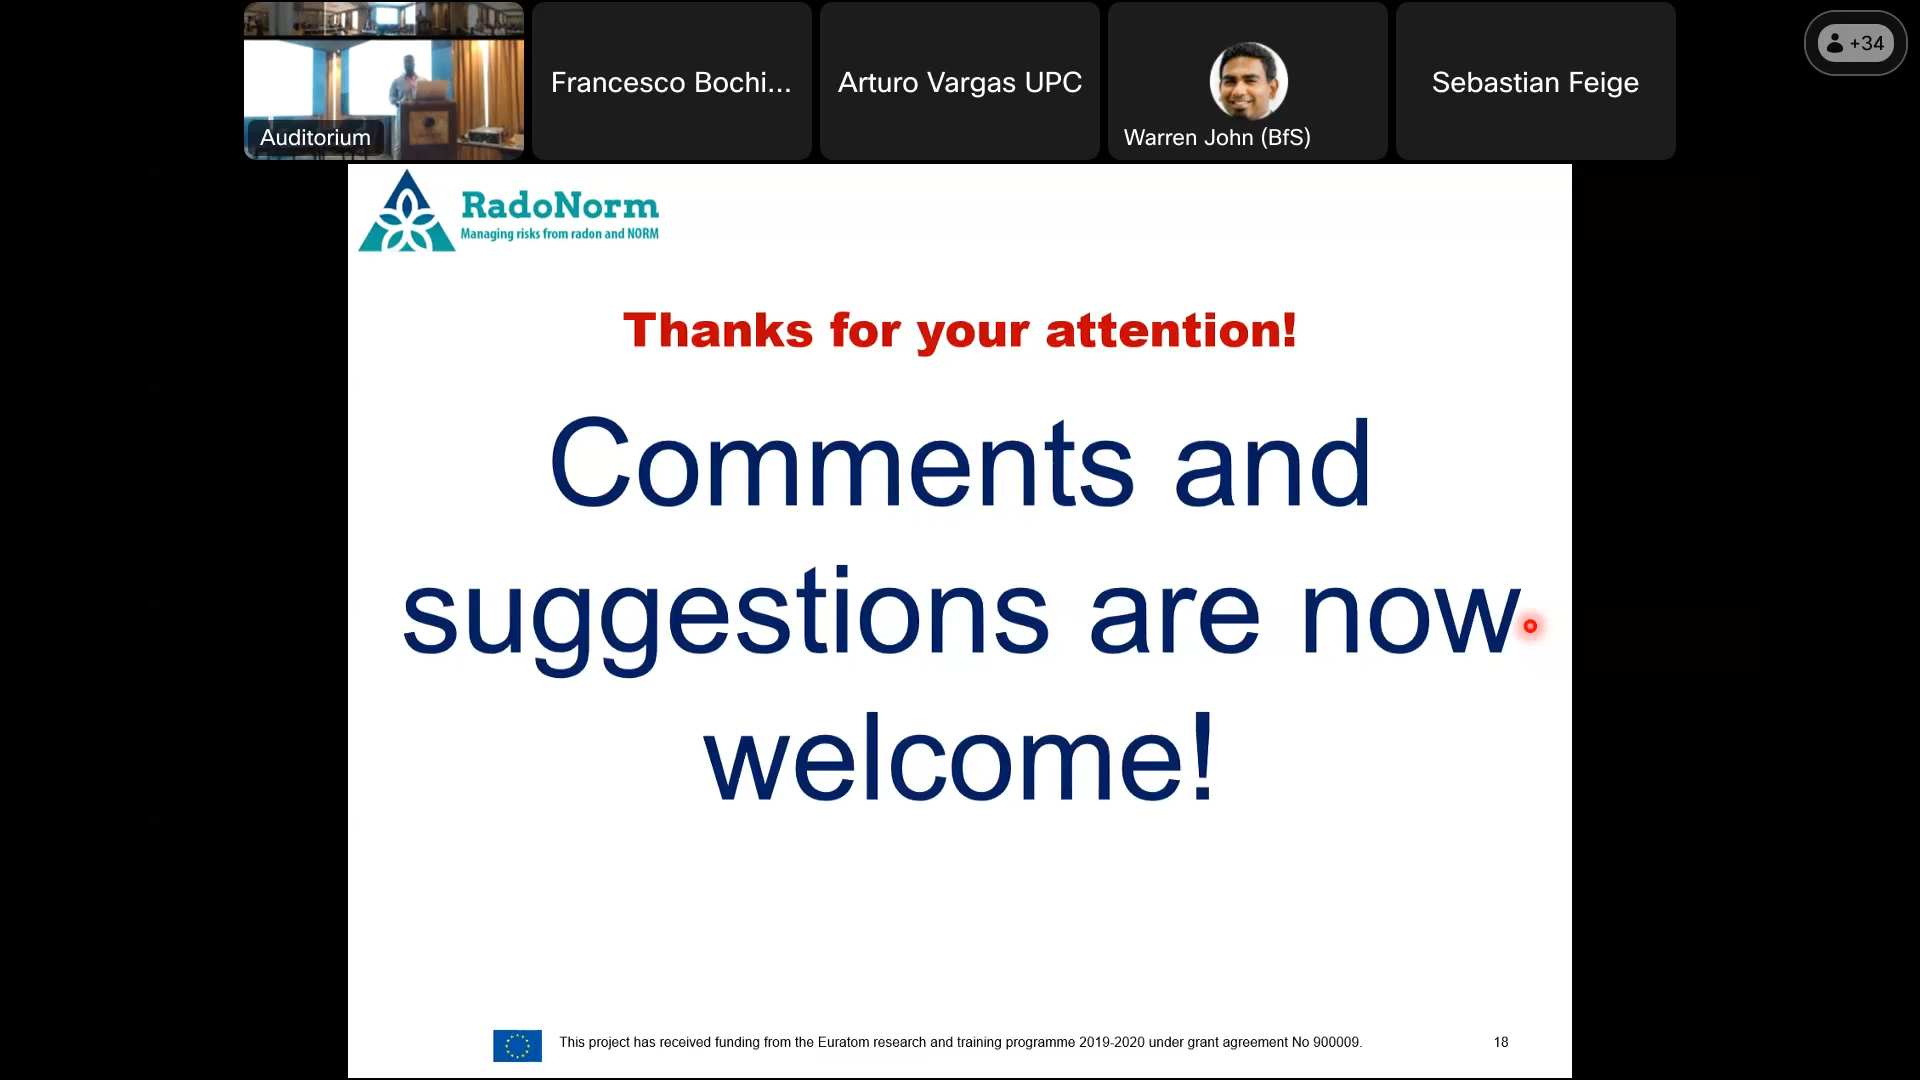 Francesco Bochi...
Arturo Vargas UPC
Sebastian Feige
+34
Auditorium
Warren John (BfS)
RadoNorm
Managing risks from radon and NORM
Thanks for your attention!
Comments and
suggestions are now
welcome!
This project has received funding from the Euratom research and training programme 2019-2020 under grant agreement No 900009.
18